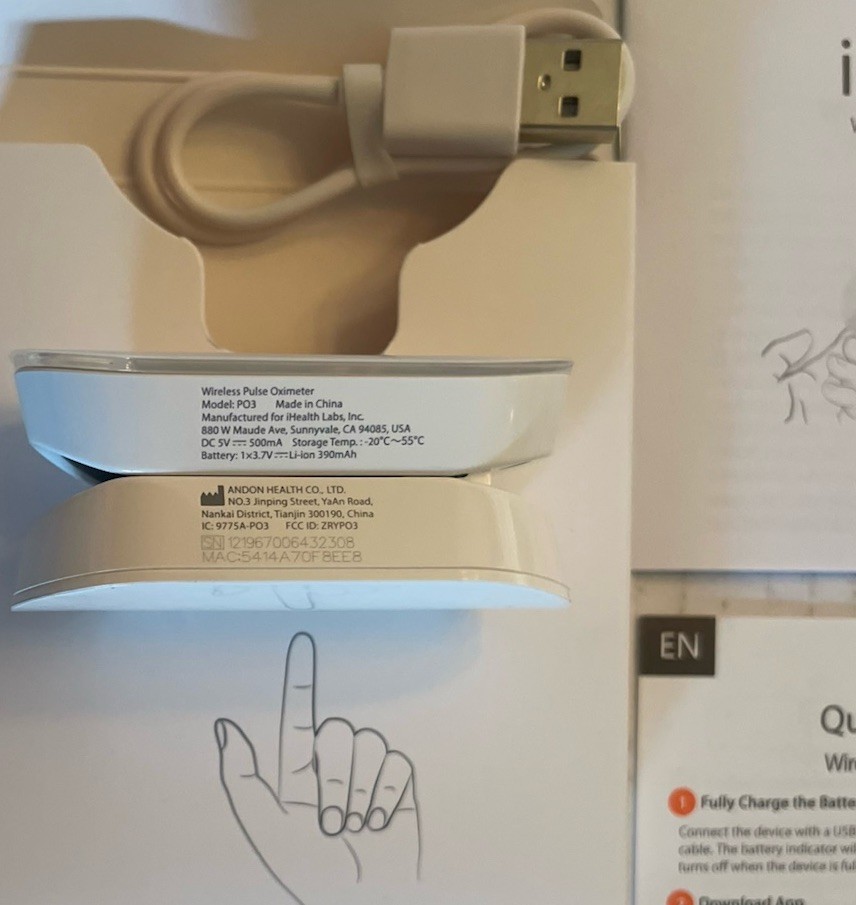 Wireless Pulse Oximeter
Model: PO3 Made in China
Manufactured for iHealth Labs, Inc.
880 W Maude Ave, Sunnyvale, CA 94085, USA
DC 5V⎓500mA Storage Temp.: -20°C~55°C
Battery: 1×3.7V⎓Li-ion 390mAh
ANDON HEALTH CO., LTD.
NO.3 Jinping Street, YaAn Road,
Nankai District, Tianjin 300190, China
IC: 9775A-PO3 FCC ID: ZRYPO3
SN 121967006432308
MAC:5414A70F8EE8
EN
1 Fully Charge the Batte
Connect the device with a USB
cable. The battery indicator wil
turns off when the device is ful
2 Download App